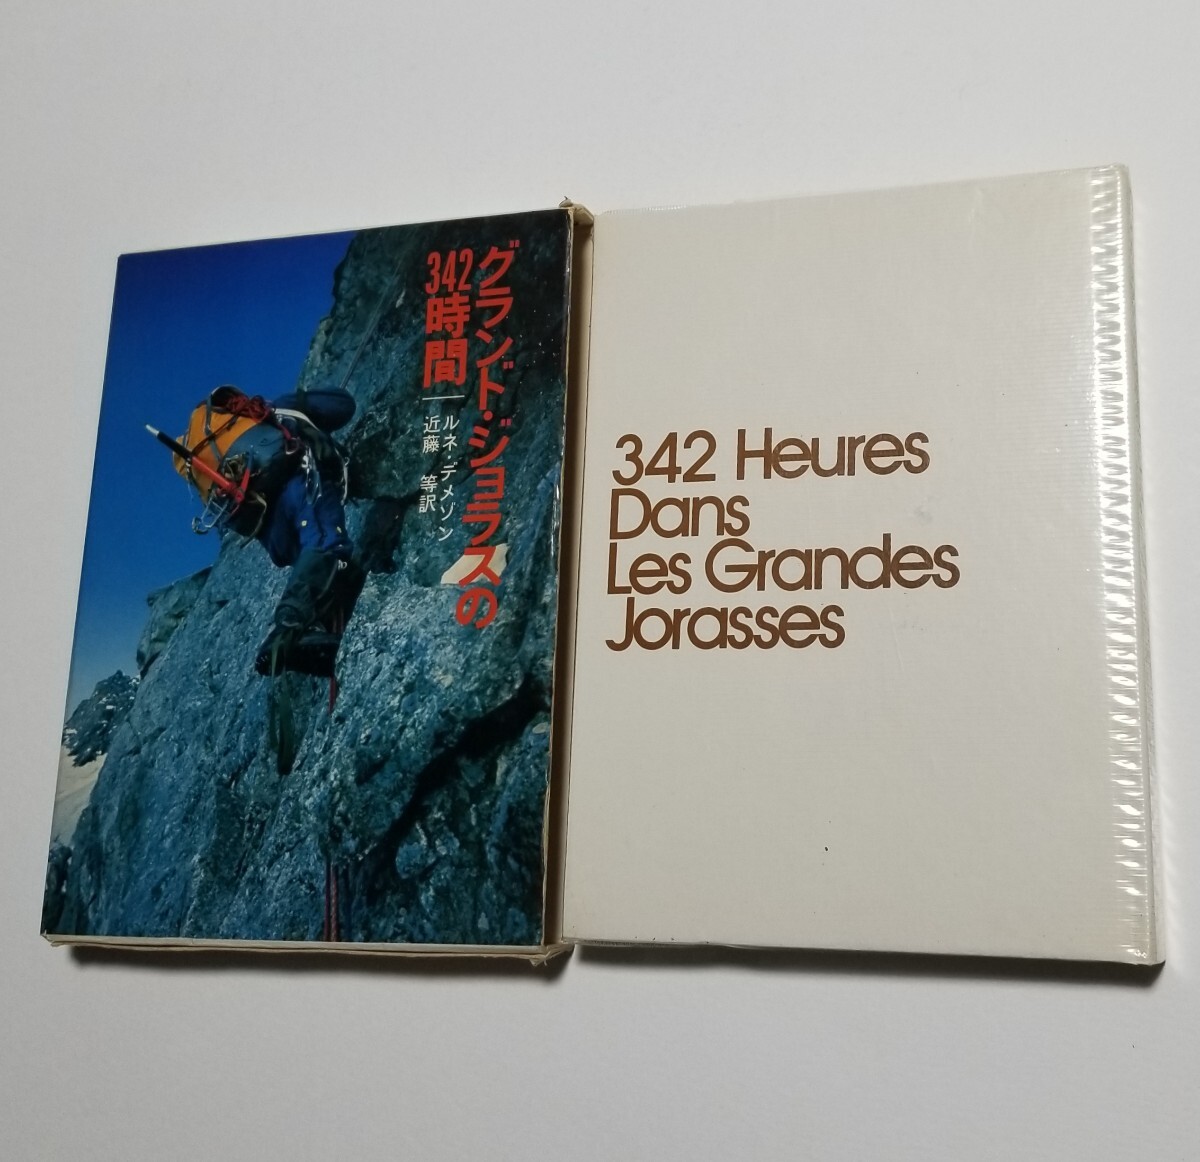 グランド・ジョラスの
342時間
ルネ・デメゾン
近藤 等訳
342 Heures
Dans
Les Grandes
Jorasses